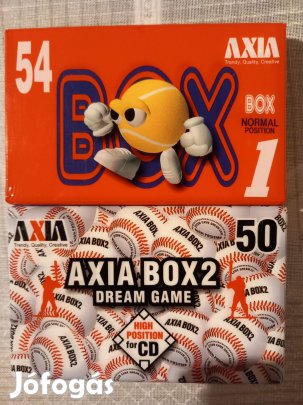 54
AXIA
Trendy, Quality, Creative
BOX
BOX
NORMAL
POSITION
1
AXIA
Trendy, Quality, Creative
50
AXIA BOX2
DREAM GAME
HIGH
POSITION
for
CD
Jófogás